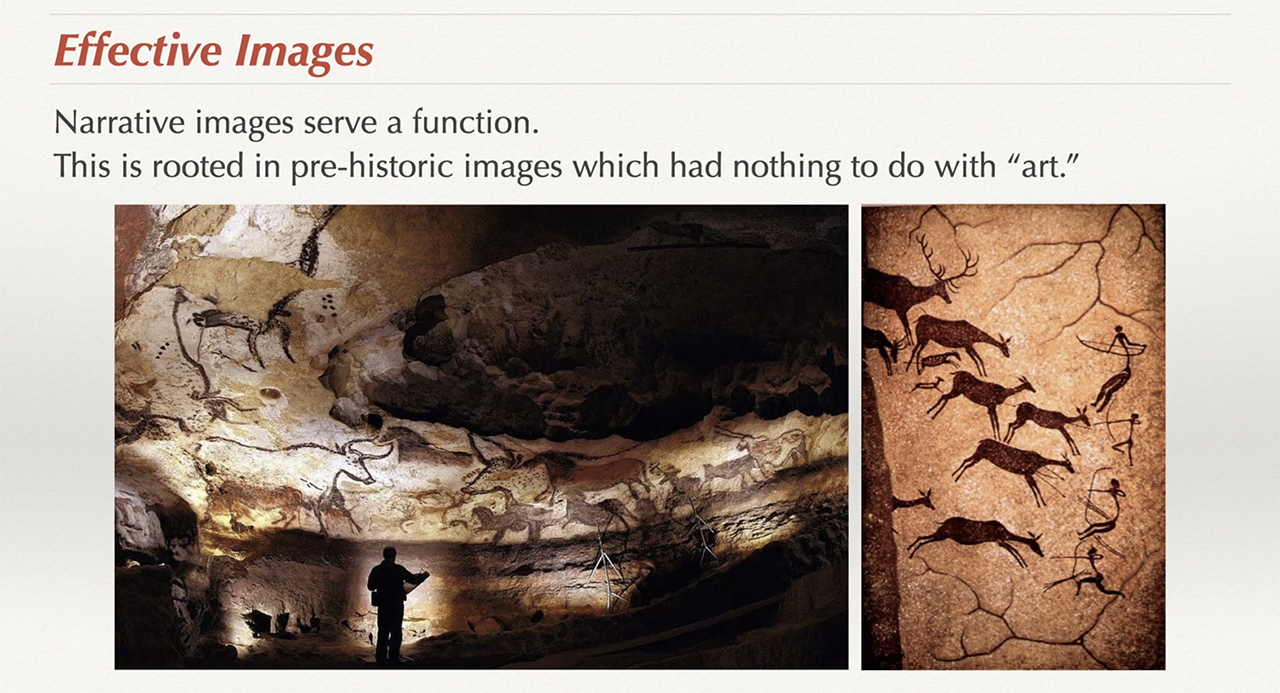 Effective Images
Narrative images serve a function.
This is rooted in pre-historic images which had nothing to do with “art.”